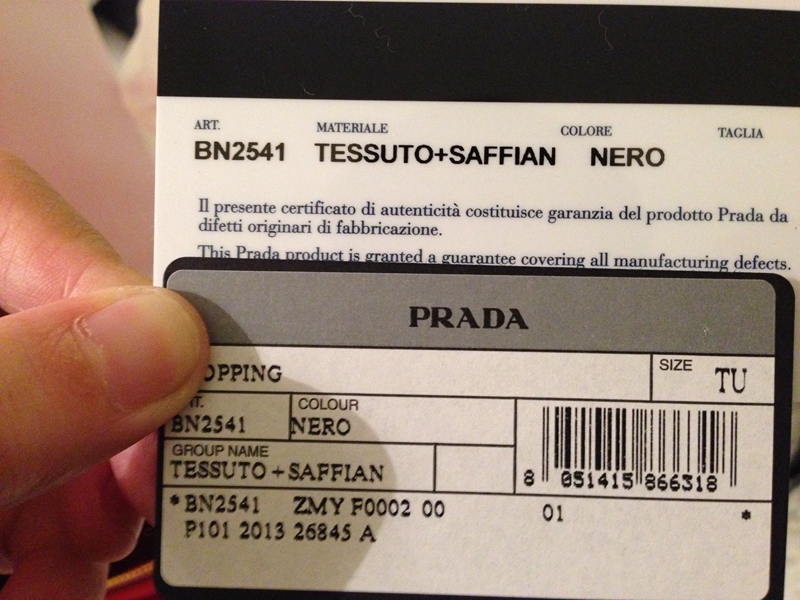 ART. MATERIALE COLORE TAGLIA
BN2541 TESSUTO+SAFFIAN NERO
Il presente certificato di autenticità costituisce garanzia del prodotto Prada da
difetti originari di fabbricazione.
This Prada product is granted a guarantee covering all manufacturing defects.
PRADA
OPPING SIZE TU
RT. COLOUR
BN2541 NERO
GROUP NAME
TESSUTO+SAFFIAN
8 051415 866318
*BN2541 ZMY F0002 00 01 *
P101 2013 26845 A